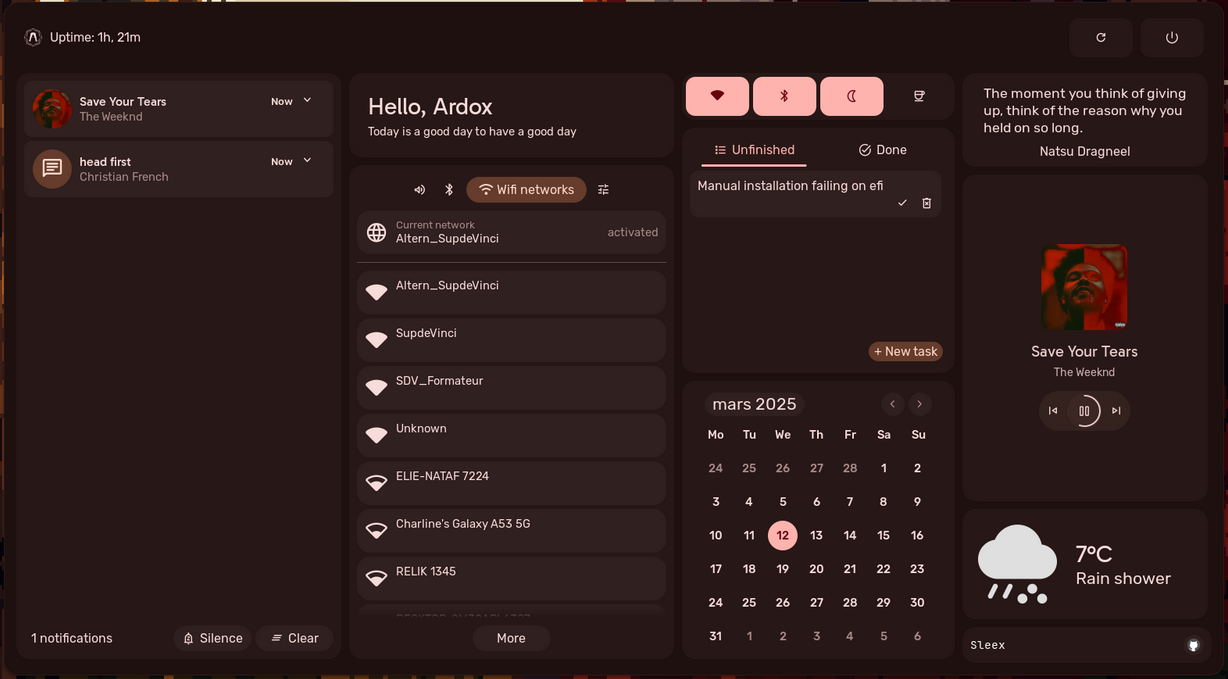 Uptime: 1h, 21m
Save Your Tears
Now
The Weeknd
head first
Now
Christian French
1 notifications
Silence
Clear
Hello, Ardox
Today is a good day to have a good day
Wifi networks
Current network
Altern_SupdeVinci
activated
Altern_SupdeVinci
SupdeVinci
SDV_Formateur
Unknown
ELIE-NATAF 7224
Charline's Galaxy A53 5G
RELIK 1345
More
Unfinished
Done
Manual installation failing on efi
+ New task
mars 2025
Mo Tu We Th Fr Sa Su
24 25 26 27 28 1 2
3 4 5 6 7 8 9
10 11 12 13 14 15 16
17 18 19 20 21 22 23
24 25 26 27 28 29 30
31 1 2 3 4 5 6
The moment you think of giving
up, think of the reason why you
held on so long.
Natsu Dragneel
Save Your Tears
The Weeknd
7°C
Rain shower
Sleex